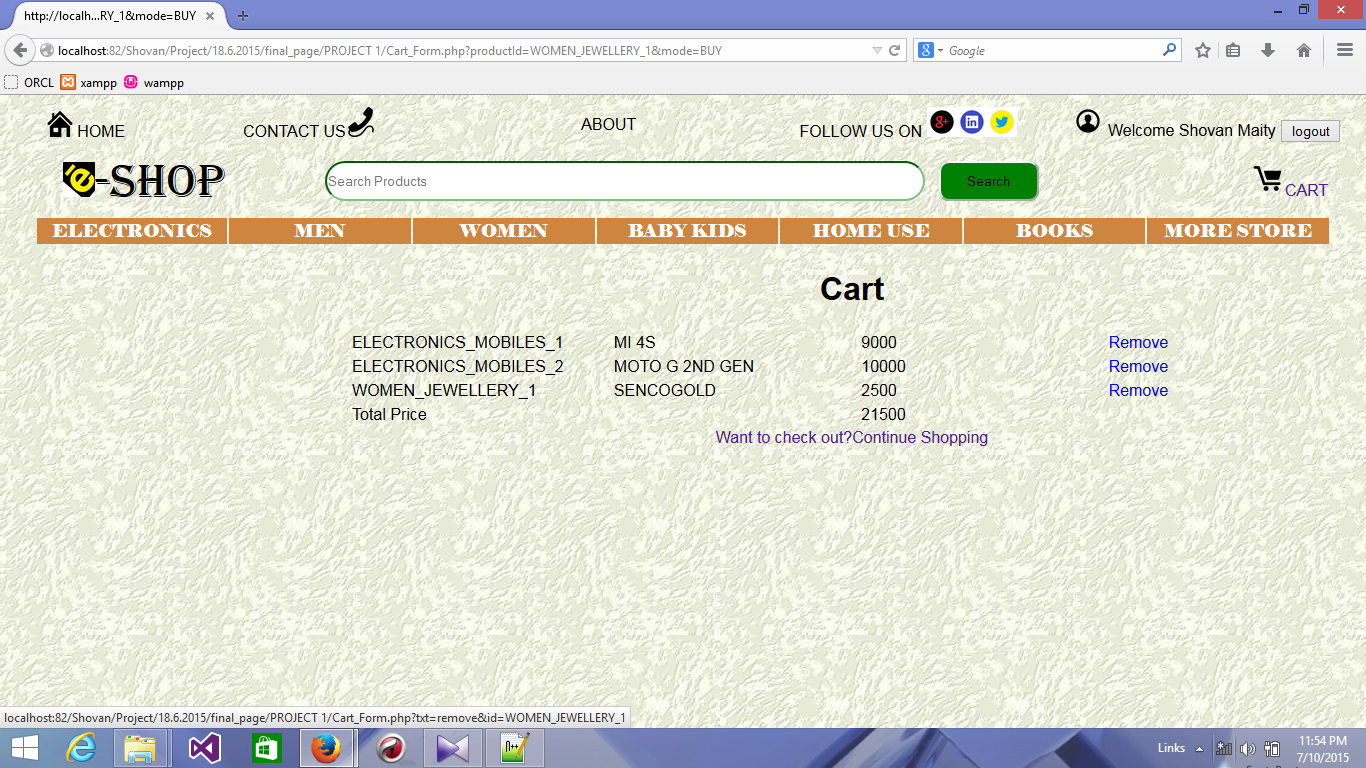 http://localh...RY_1&mode=BUY
localhost:82/Shovan/Project/18.6.2015/final_page/PROJECT 1/Cart_Form.php?productId=WOMEN_JEWELLERY_1&mode=BUY
Google
ORCL xampp wampp
HOME CONTACT US ABOUT FOLLOW US ON Welcome Shovan Maity logout
e-SHOP Search Products Search CART
ELECTRONICS MEN WOMEN BABY KIDS HOME USE BOOKS MORE STORE
Cart
ELECTRONICS_MOBILES_1 MI 4S 9000 Remove
ELECTRONICS_MOBILES_2 MOTO G 2ND GEN 10000 Remove
WOMEN_JEWELLERY_1 SENCOGOLD 2500 Remove
Total Price 21500
Want to check out?Continue Shopping
localhost:82/Shovan/Project/18.6.2015/final_page/PROJECT 1/Cart_Form.php?txt=remove&id=WOMEN_JEWELLERY_1
Links 11:54 PM
7/10/2015